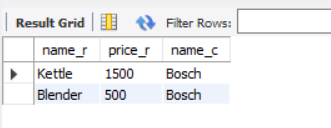 Result Grid Filter Rows:
name_r price_r name_c
Kettle 1500 Bosch
Blender 500 Bosch